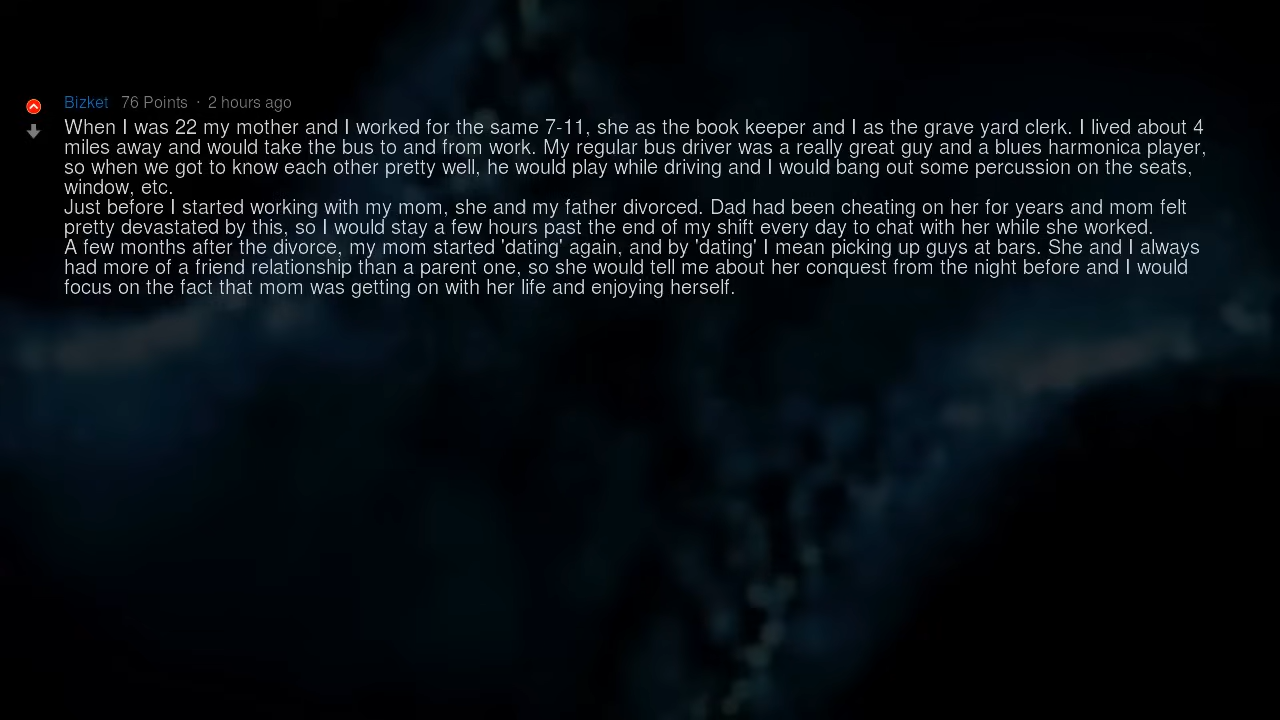 Bizket 76 Points · 2 hours ago
When I was 22 my mother and I worked for the same 7-11, she as the book keeper and I as the grave yard clerk. I lived about 4
miles away and would take the bus to and from work. My regular bus driver was a really great guy and a blues harmonica player,
so when we got to know each other pretty well, he would play while driving and I would bang out some percussion on the seats,
window, etc.
Just before I started working with my mom, she and my father divorced. Dad had been cheating on her for years and mom felt
pretty devastated by this, so I would stay a few hours past the end of my shift every day to chat with her while she worked.
A few months after the divorce, my mom started 'dating' again, and by 'dating' I mean picking up guys at bars. She and I always
had more of a friend relationship than a parent one, so she would tell me about her conquest from the night before and I would
focus on the fact that mom was getting on with her life and enjoying herself.